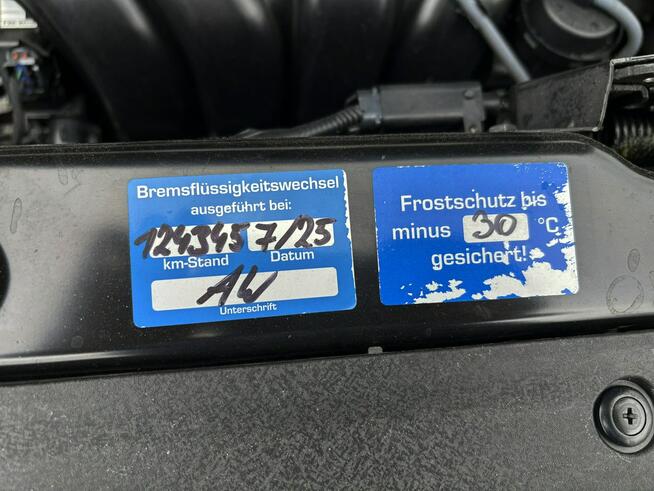 Bremsflüssigkeitswechsel
ausgeführt bei:
124345 7/25
km-Stand Datum
AW
Unterschrift
Frostschutz bis
minus 30 °C
gesichert!